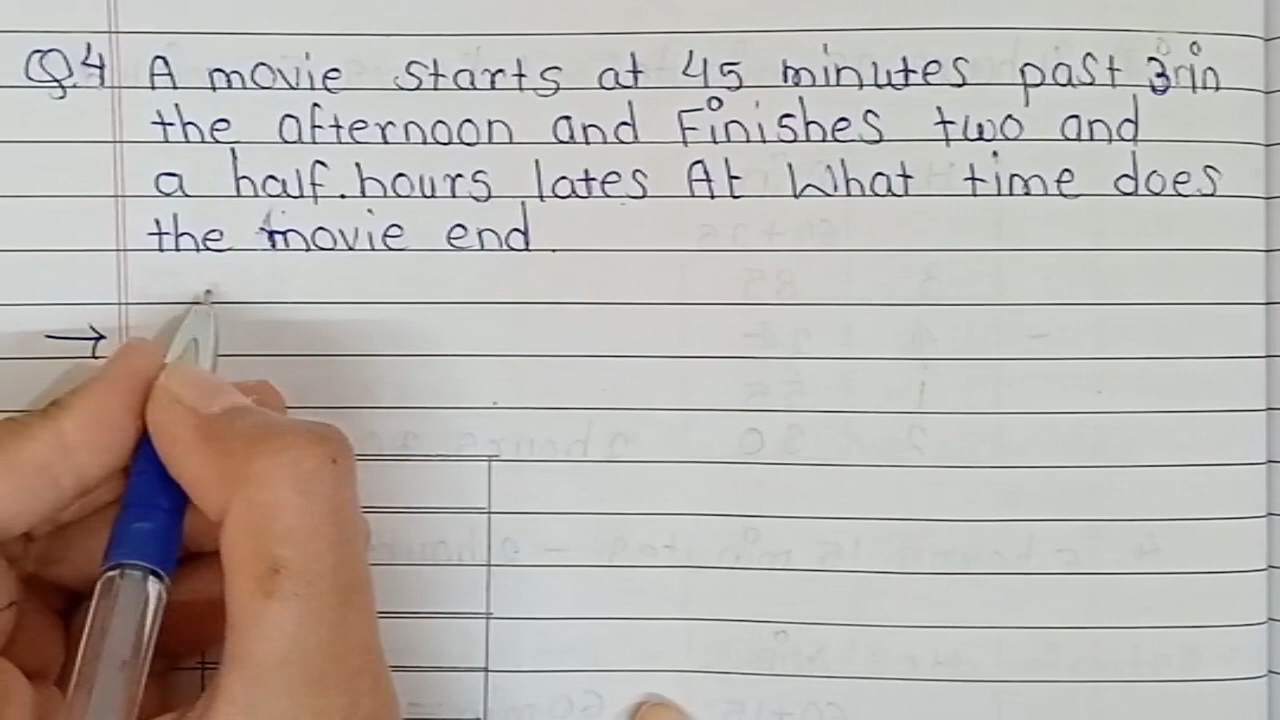 Q.4 A movie starts at 45 minutes past 3 in
the afternoon and Finishes two and
a half.hours lates At What time does
the movie end.